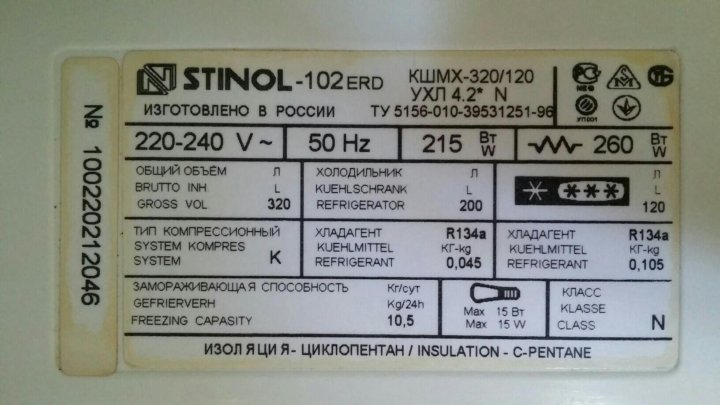 № 100220212046
STINOL-102 ERD КШМХ-320/120
УХЛ 4.2* N
ИЗГОТОВЛЕНО В РОССИИ ТУ 5156-010-39531251-96
220-240 V ~ 50 Hz 215 Вт W 260 Вт W
ОБЩИЙ ОБЪЁМ Л
BRUTTO INH L
GROSS VOL 320
ХОЛОДИЛЬНИК Л
KUEHLSCHRANK L
REFRIGERATOR 200
Л
L
120
ТИП КОМПРЕССИОННЫЙ
SYSTEM KOMPRES
SYSTEM K
ХЛАДАГЕНТ R134a
KUEHLMITTEL КГ-kg
REFRIGERANT 0,045
ХЛАДАГЕНТ R134a
KUEHLMITTEL КГ-kg
REFRIGERANT 0,105
ЗАМОРАЖИВАЮЩАЯ СПОСОБНОСТЬ Кг/сут
GEFRIERVERH Kg/24h
FREEZING CAPACITY 10,5
Max 15 Вт
Max 15 W
КЛАСС
KLASSE
CLASS N
ИЗОЛЯЦИЯ- ЦИКЛОПЕНТАН / INSULATION - C-PENTANE